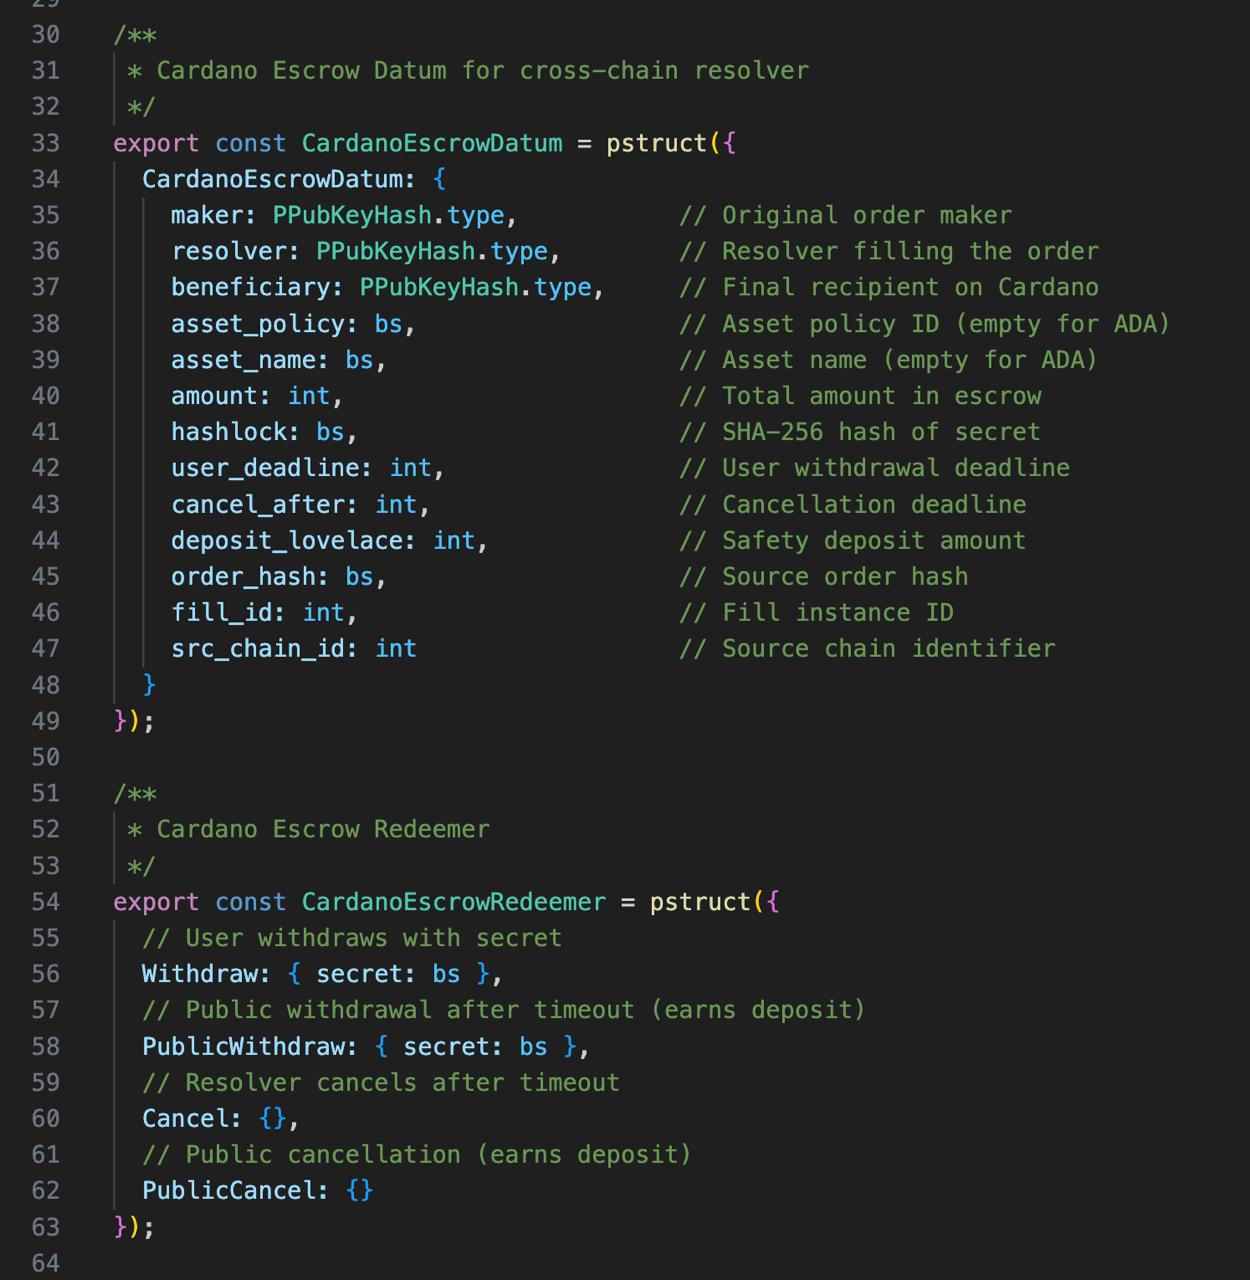 29
30 /**
31  * Cardano Escrow Datum for cross-chain resolver
32  */
33 export const CardanoEscrowDatum = pstruct({
34   CardanoEscrowDatum: {
35     maker: PPubKeyHash.type,           // Original order maker
36     resolver: PPubKeyHash.type,        // Resolver filling the order
37     beneficiary: PPubKeyHash.type,     // Final recipient on Cardano
38     asset_policy: bs,                  // Asset policy ID (empty for ADA)
39     asset_name: bs,                    // Asset name (empty for ADA)
40     amount: int,                       // Total amount in escrow
41     hashlock: bs,                      // SHA-256 hash of secret
42     user_deadline: int,                // User withdrawal deadline
43     cancel_after: int,                 // Cancellation deadline
44     deposit_lovelace: int,             // Safety deposit amount
45     order_hash: bs,                    // Source order hash
46     fill_id: int,                      // Fill instance ID
47     src_chain_id: int                  // Source chain identifier
48   }
49 });
50
51 /**
52  * Cardano Escrow Redeemer
53  */
54 export const CardanoEscrowRedeemer = pstruct({
55   // User withdraws with secret
56   Withdraw: { secret: bs },
57   // Public withdrawal after timeout (earns deposit)
58   PublicWithdraw: { secret: bs },
59   // Resolver cancels after timeout
60   Cancel: {},
61   // Public cancellation (earns deposit)
62   PublicCancel: {}
63 });
64